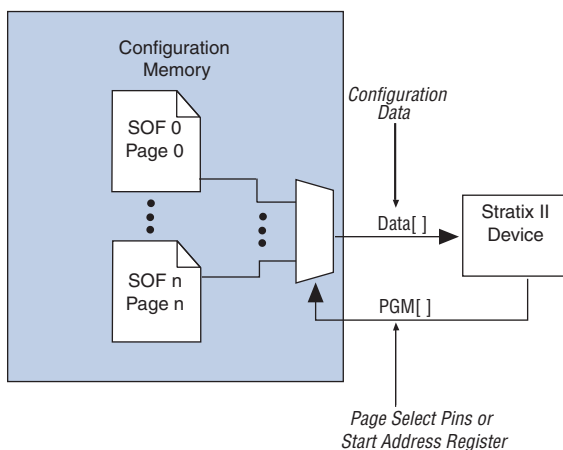 Configuration
Memory
SOF 0
Page 0
SOF n
Page n
Configuration
Data
Data[ ]
Stratix II
Device
PGM[ ]
Page Select Pins or
Start Address Register